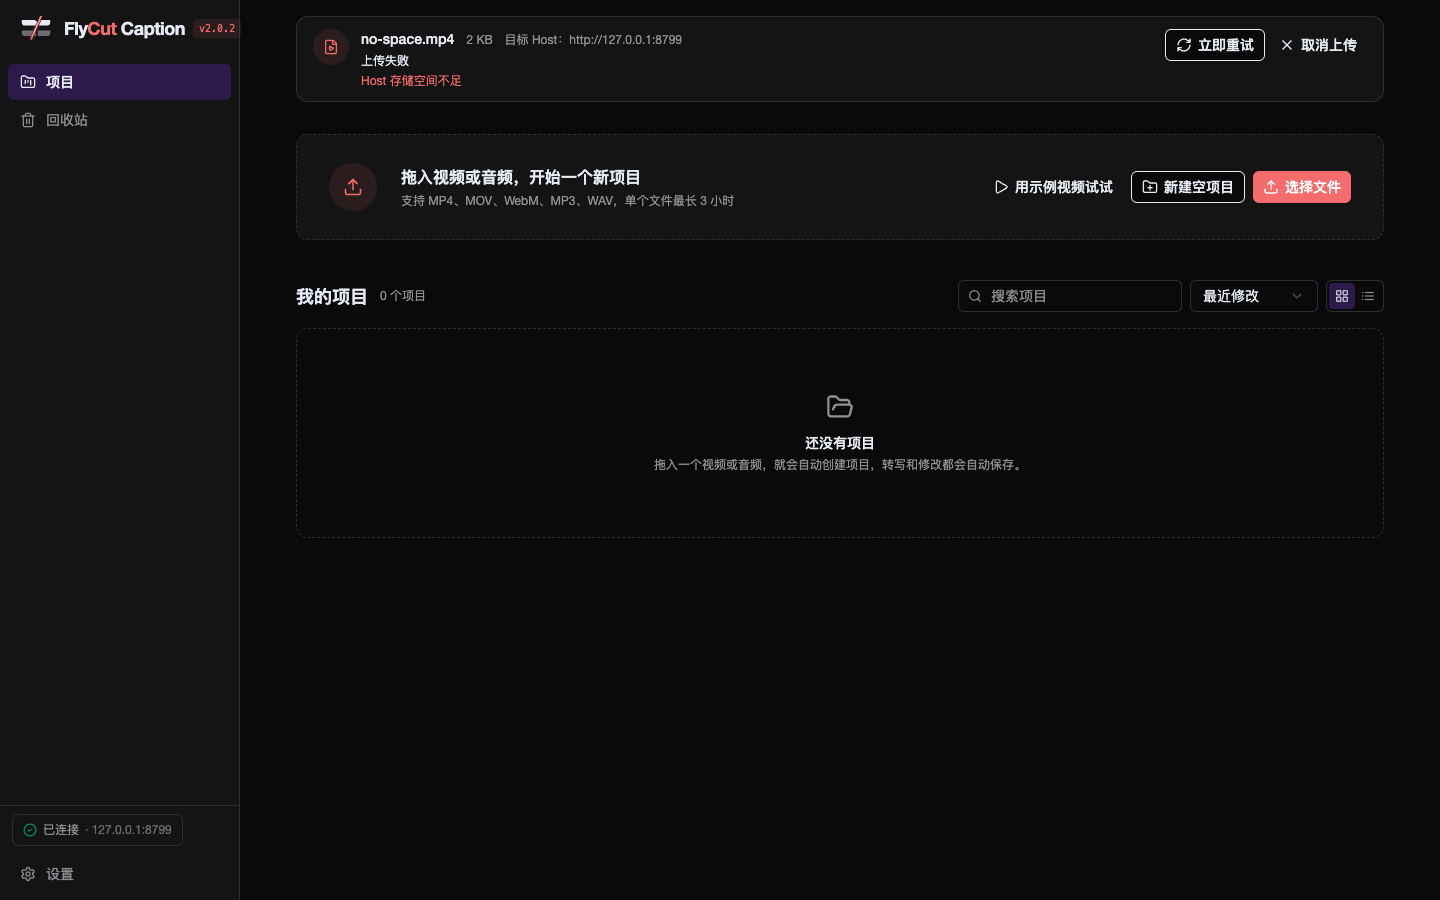 FlyCut Caption v2.0.2
项目
回收站
no-space.mp4 2 KB 目标 Host：http://127.0.0.1:8799
上传失败
Host 存储空间不足
立即重试
取消上传
拖入视频或音频，开始一个新项目
支持 MP4、MOV、WebM、MP3、WAV，单个文件最长 3 小时
用示例视频试试
新建空项目
选择文件
我的项目 0 个项目
搜索项目
最近修改
还没有项目
拖入一个视频或音频，就会自动创建项目，转写和修改都会自动保存。
已连接 · 127.0.0.1:8799
设置